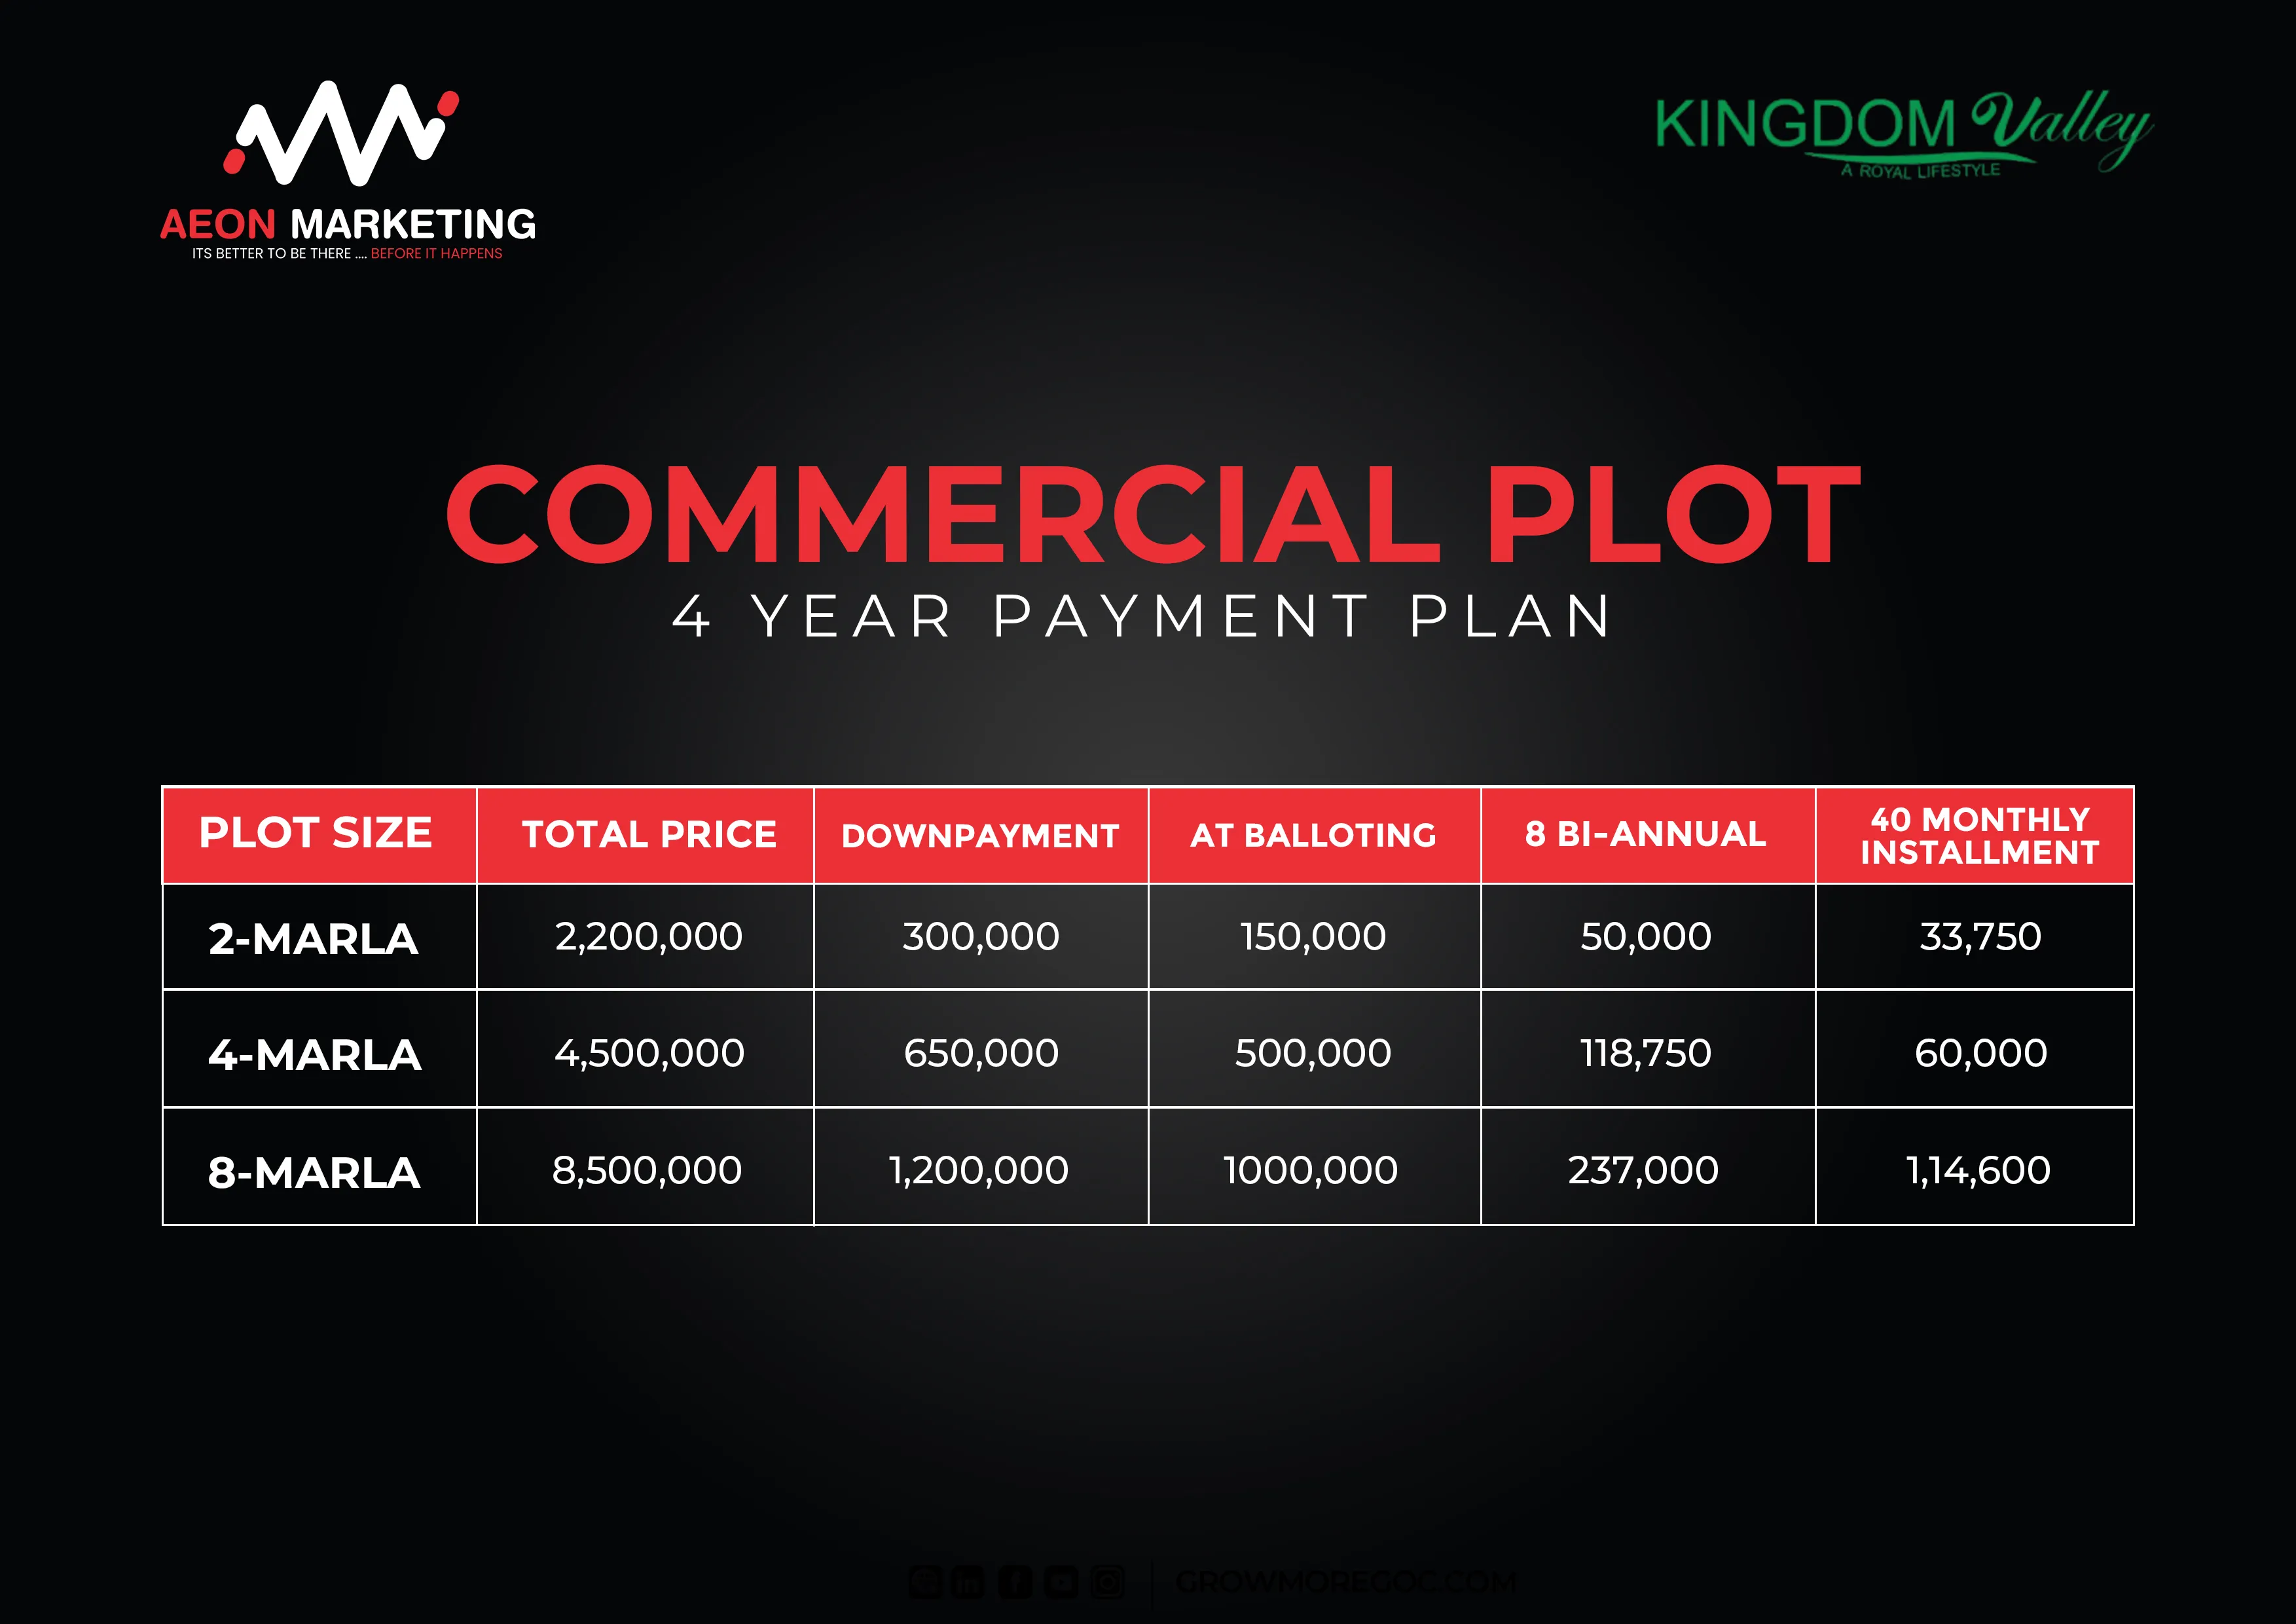 AEON MARKETING
ITS BETTER TO BE THERE .... BEFORE IT HAPPENS
KINGDOM Valley
A ROYAL LIFESTYLE
COMMERCIAL PLOT
4 YEAR PAYMENT PLAN
PLOT SIZE TOTAL PRICE DOWNPAYMENT AT BALLOTING 8 BI-ANNUAL 40 MONTHLY INSTALLMENT
2-MARLA 2,200,000 300,000 150,000 50,000 33,750
4-MARLA 4,500,000 650,000 500,000 118,750 60,000
8-MARLA 8,500,000 1,200,000 1000,000 237,000 1,14,600
GROWMOREGOC.COM